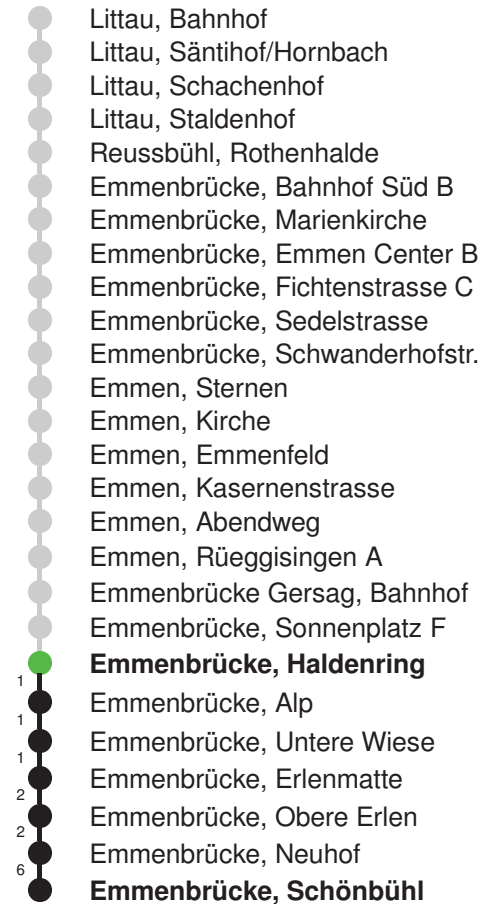 Littau, Bahnhof
Littau, Säntihof/Hornbach
Littau, Schachenhof
Littau, Staldenhof
Reussbühl, Rothenhalde
Emmenbrücke, Bahnhof Süd B
Emmenbrücke, Marienkirche
Emmenbrücke, Emmen Center B
Emmenbrücke, Fichtenstrasse C
Emmenbrücke, Sedelstrasse
Emmenbrücke, Schwanderhofstr.
Emmen, Sternen
Emmen, Kirche
Emmen, Emmenfeld
Emmen, Kasernenstrasse
Emmen, Abendweg
Emmen, Rüeggisingen A
Emmenbrücke Gersag, Bahnhof
Emmenbrücke, Sonnenplatz F
Emmenbrücke, Haldenring
1
Emmenbrücke, Alp
1
Emmenbrücke, Untere Wiese
1
Emmenbrücke, Erlenmatte
2
Emmenbrücke, Obere Erlen
2
Emmenbrücke, Neuhof
6
Emmenbrücke, Schönbühl